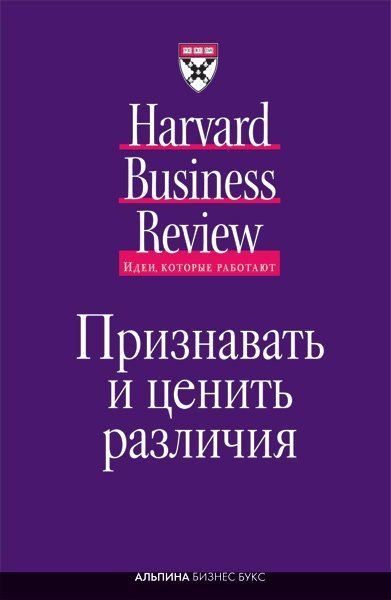 Harvard
Business
Review
Идеи, которые работают
Признавать
и ценить
различия
АЛЬПИНА БИЗНЕС БУКС